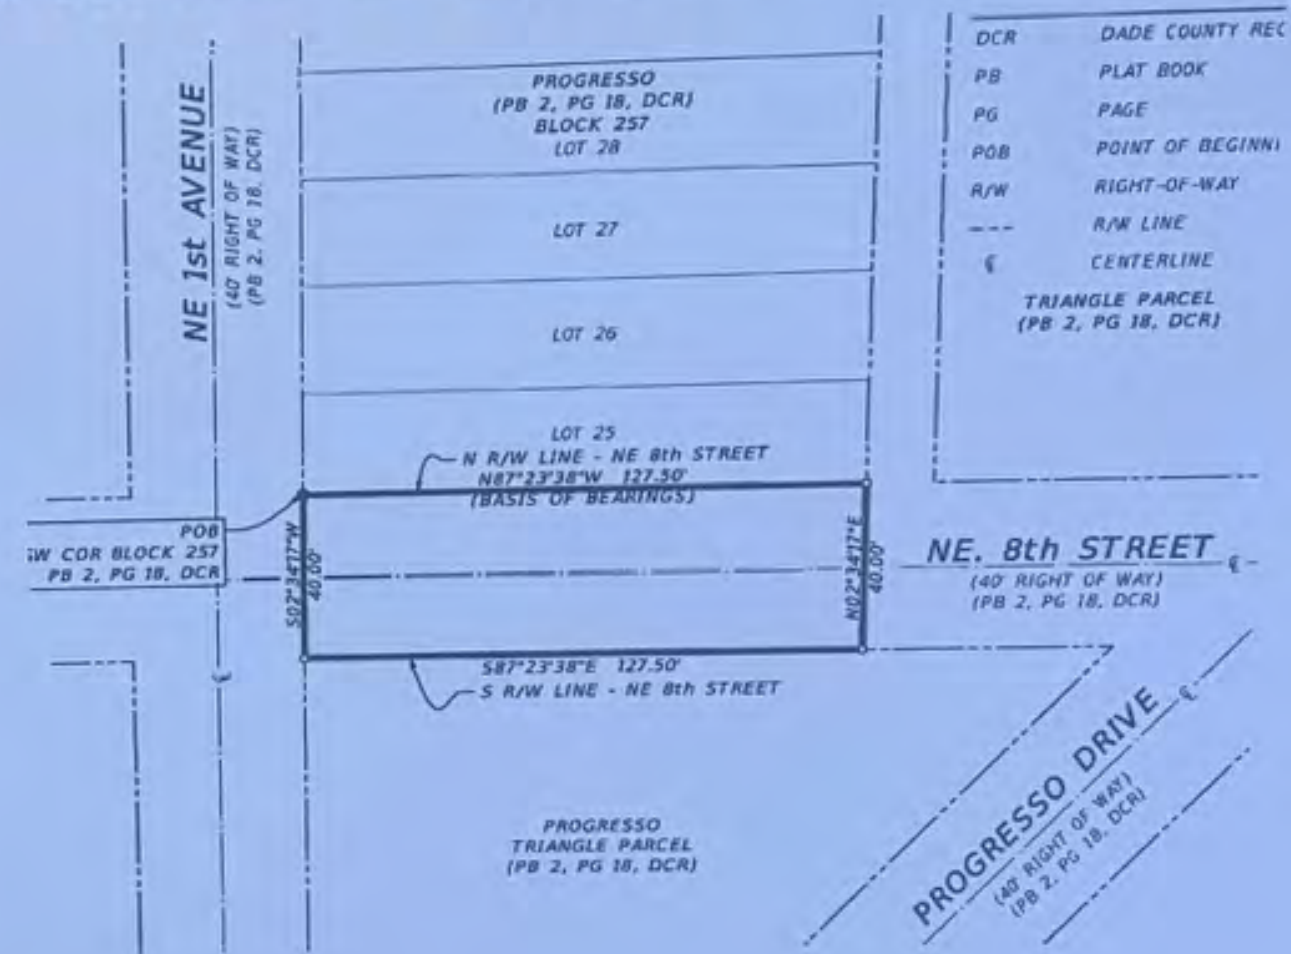 DCR DADE COUNTY REC
PB PLAT BOOK
PG PAGE
POB POINT OF BEGINNI
R/W RIGHT-OF-WAY
--- R/W LINE
℄ CENTERLINE
TRIANGLE PARCEL
(PB 2, PG 18, DCR)
PROGRESSO
(PB 2, PG 18, DCR)
BLOCK 257
LOT 28
LOT 27
LOT 26
LOT 25
NE 1st AVENUE
(40' RIGHT OF WAY)
(PB 2, PG 18, DCR)
N R/W LINE - NE 8th STREET
N87°23'38"W 127.50'
(BASIS OF BEARINGS)
POB
SW COR BLOCK 257
PB 2, PG 18, DCR
S02°34'17"W
40.00'
N02°34'17"E
40.00'
NE. 8th STREET
℄
(40' RIGHT OF WAY)
(PB 2, PG 18, DCR)
S87°23'38"E 127.50'
S R/W LINE - NE 8th STREET
℄
PROGRESSO DRIVE
℄
(40' RIGHT OF WAY)
(PB 2, PG 18, DCR)
PROGRESSO
TRIANGLE PARCEL
(PB 2, PG 18, DCR)